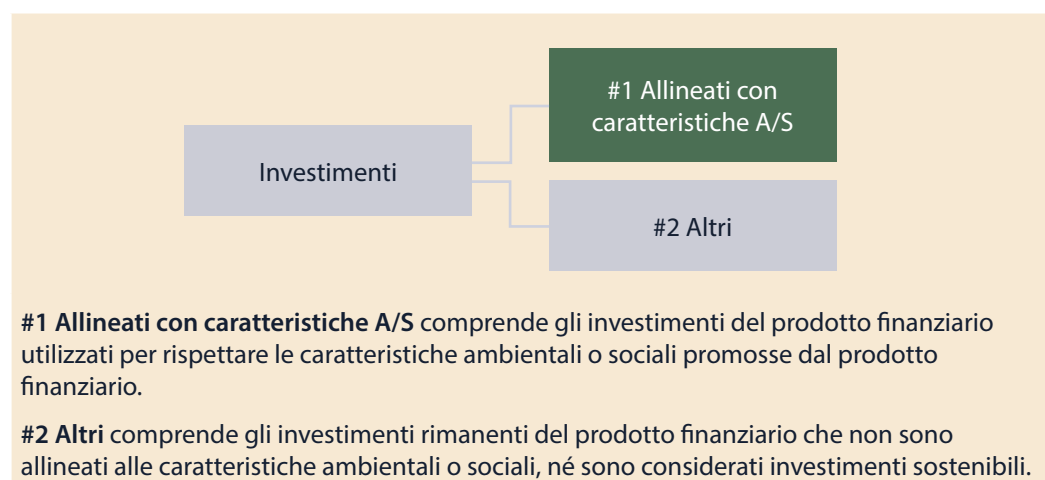 #1 Allineati con
caratteristiche A/S
Investimenti
#2 Altri
#1 Allineati con caratteristiche A/S comprende gli investimenti del prodotto finanziario
utilizzati per rispettare le caratteristiche ambientali o sociali promosse dal prodotto
finanziario.
#2 Altri comprende gli investimenti rimanenti del prodotto finanziario che non sono
allineati alle caratteristiche ambientali o sociali, né sono considerati investimenti sostenibili.